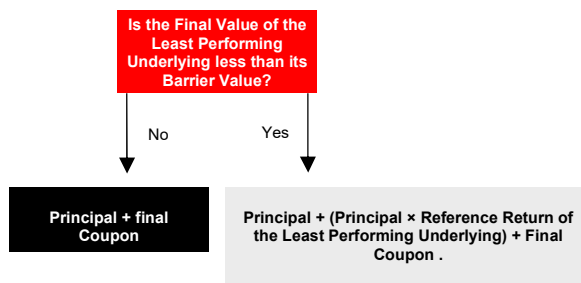 Is the Final Value of the
Least Performing
Underlying less than its
Barrier Value?
No
Yes
Principal + final
Coupon
Principal + (Principal × Reference Return of
the Least Performing Underlying) + Final
Coupon .